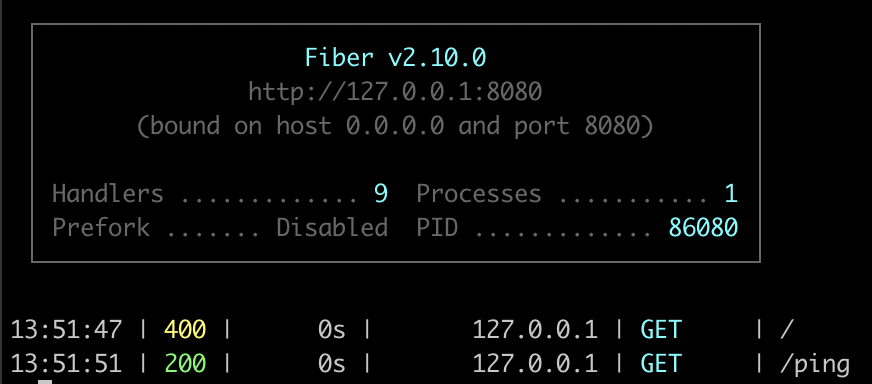 Fiber v2.10.0
http://127.0.0.1:8080
(bound on host 0.0.0.0 and port 8080)
Handlers ............. 9 Processes ........... 1
Prefork ....... Disabled PID ............. 86080
13:51:47 | 400 | 0s | 127.0.0.1 | GET | /
13:51:51 | 200 | 0s | 127.0.0.1 | GET | /ping